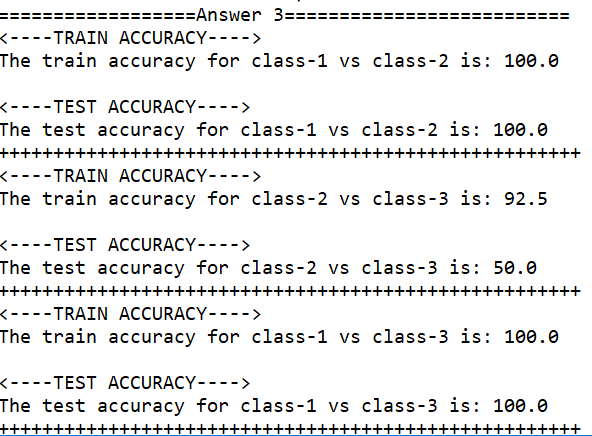 ==================Answer 3==========================
<----TRAIN ACCURACY---->
The train accuracy for class-1 vs class-2 is: 100.0
<----TEST ACCURACY---->
The test accuracy for class-1 vs class-2 is: 100.0
+++++++++++++++++++++++++++++++++++++++++++++++++++++
<----TRAIN ACCURACY---->
The train accuracy for class-2 vs class-3 is: 92.5
<----TEST ACCURACY---->
The test accuracy for class-2 vs class-3 is: 50.0
+++++++++++++++++++++++++++++++++++++++++++++++++++++
<----TRAIN ACCURACY---->
The train accuracy for class-1 vs class-3 is: 100.0
<----TEST ACCURACY---->
The test accuracy for class-1 vs class-3 is: 100.0
+++++++++++++++++++++++++++++++++++++++++++++++++++++